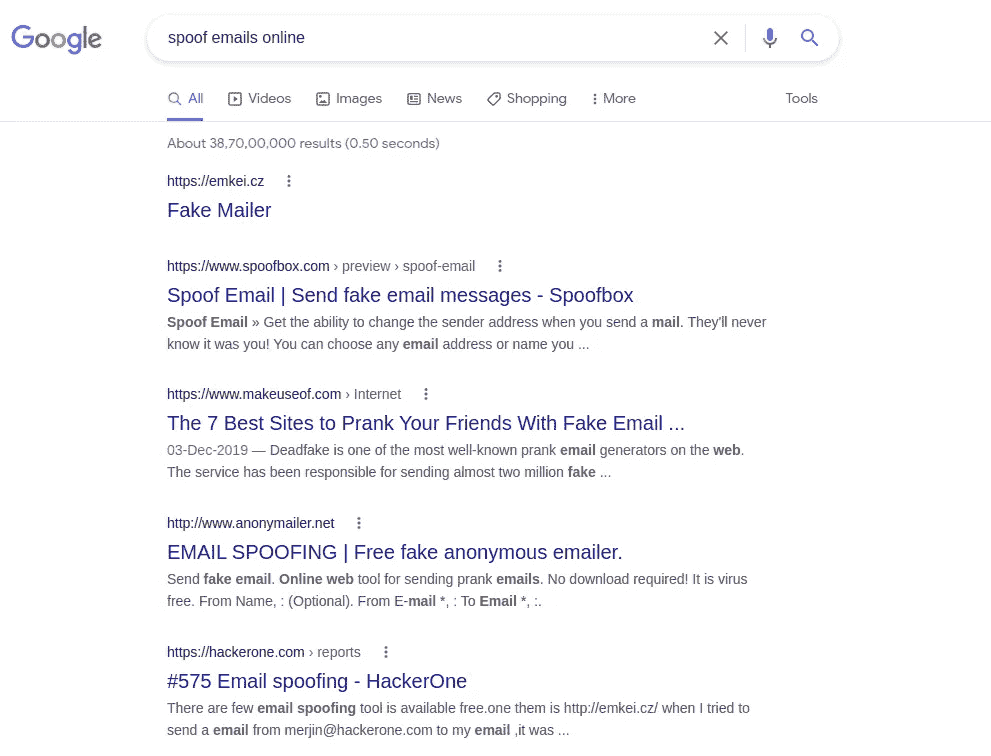 Google
spoof emails online
All Videos Images News Shopping More Tools
About 38,70,00,000 results (0.50 seconds)
https://emkei.cz
Fake Mailer
https://www.spoofbox.com › preview › spoof-email
Spoof Email | Send fake email messages - Spoofbox
Spoof Email » Get the ability to change the sender address when you send a mail. They'll never
know it was you! You can choose any email address or name you ...
https://www.makeuseof.com › Internet
The 7 Best Sites to Prank Your Friends With Fake Email ...
03-Dec-2019 — Deadfake is one of the most well-known prank email generators on the web.
The service has been responsible for sending almost two million fake ...
http://www.anonymailer.net
EMAIL SPOOFING | Free fake anonymous emailer.
Send fake email. Online web tool for sending prank emails. No download required! It is virus
free. From Name, : (Optional). From E-mail *, : To Email *, :.
https://hackerone.com › reports
#575 Email spoofing - HackerOne
There are few email spoofing tool is available free.one them is http://emkei.cz/ when I tried to
send a email from merjin@hackerone.com to my email ,it was ...